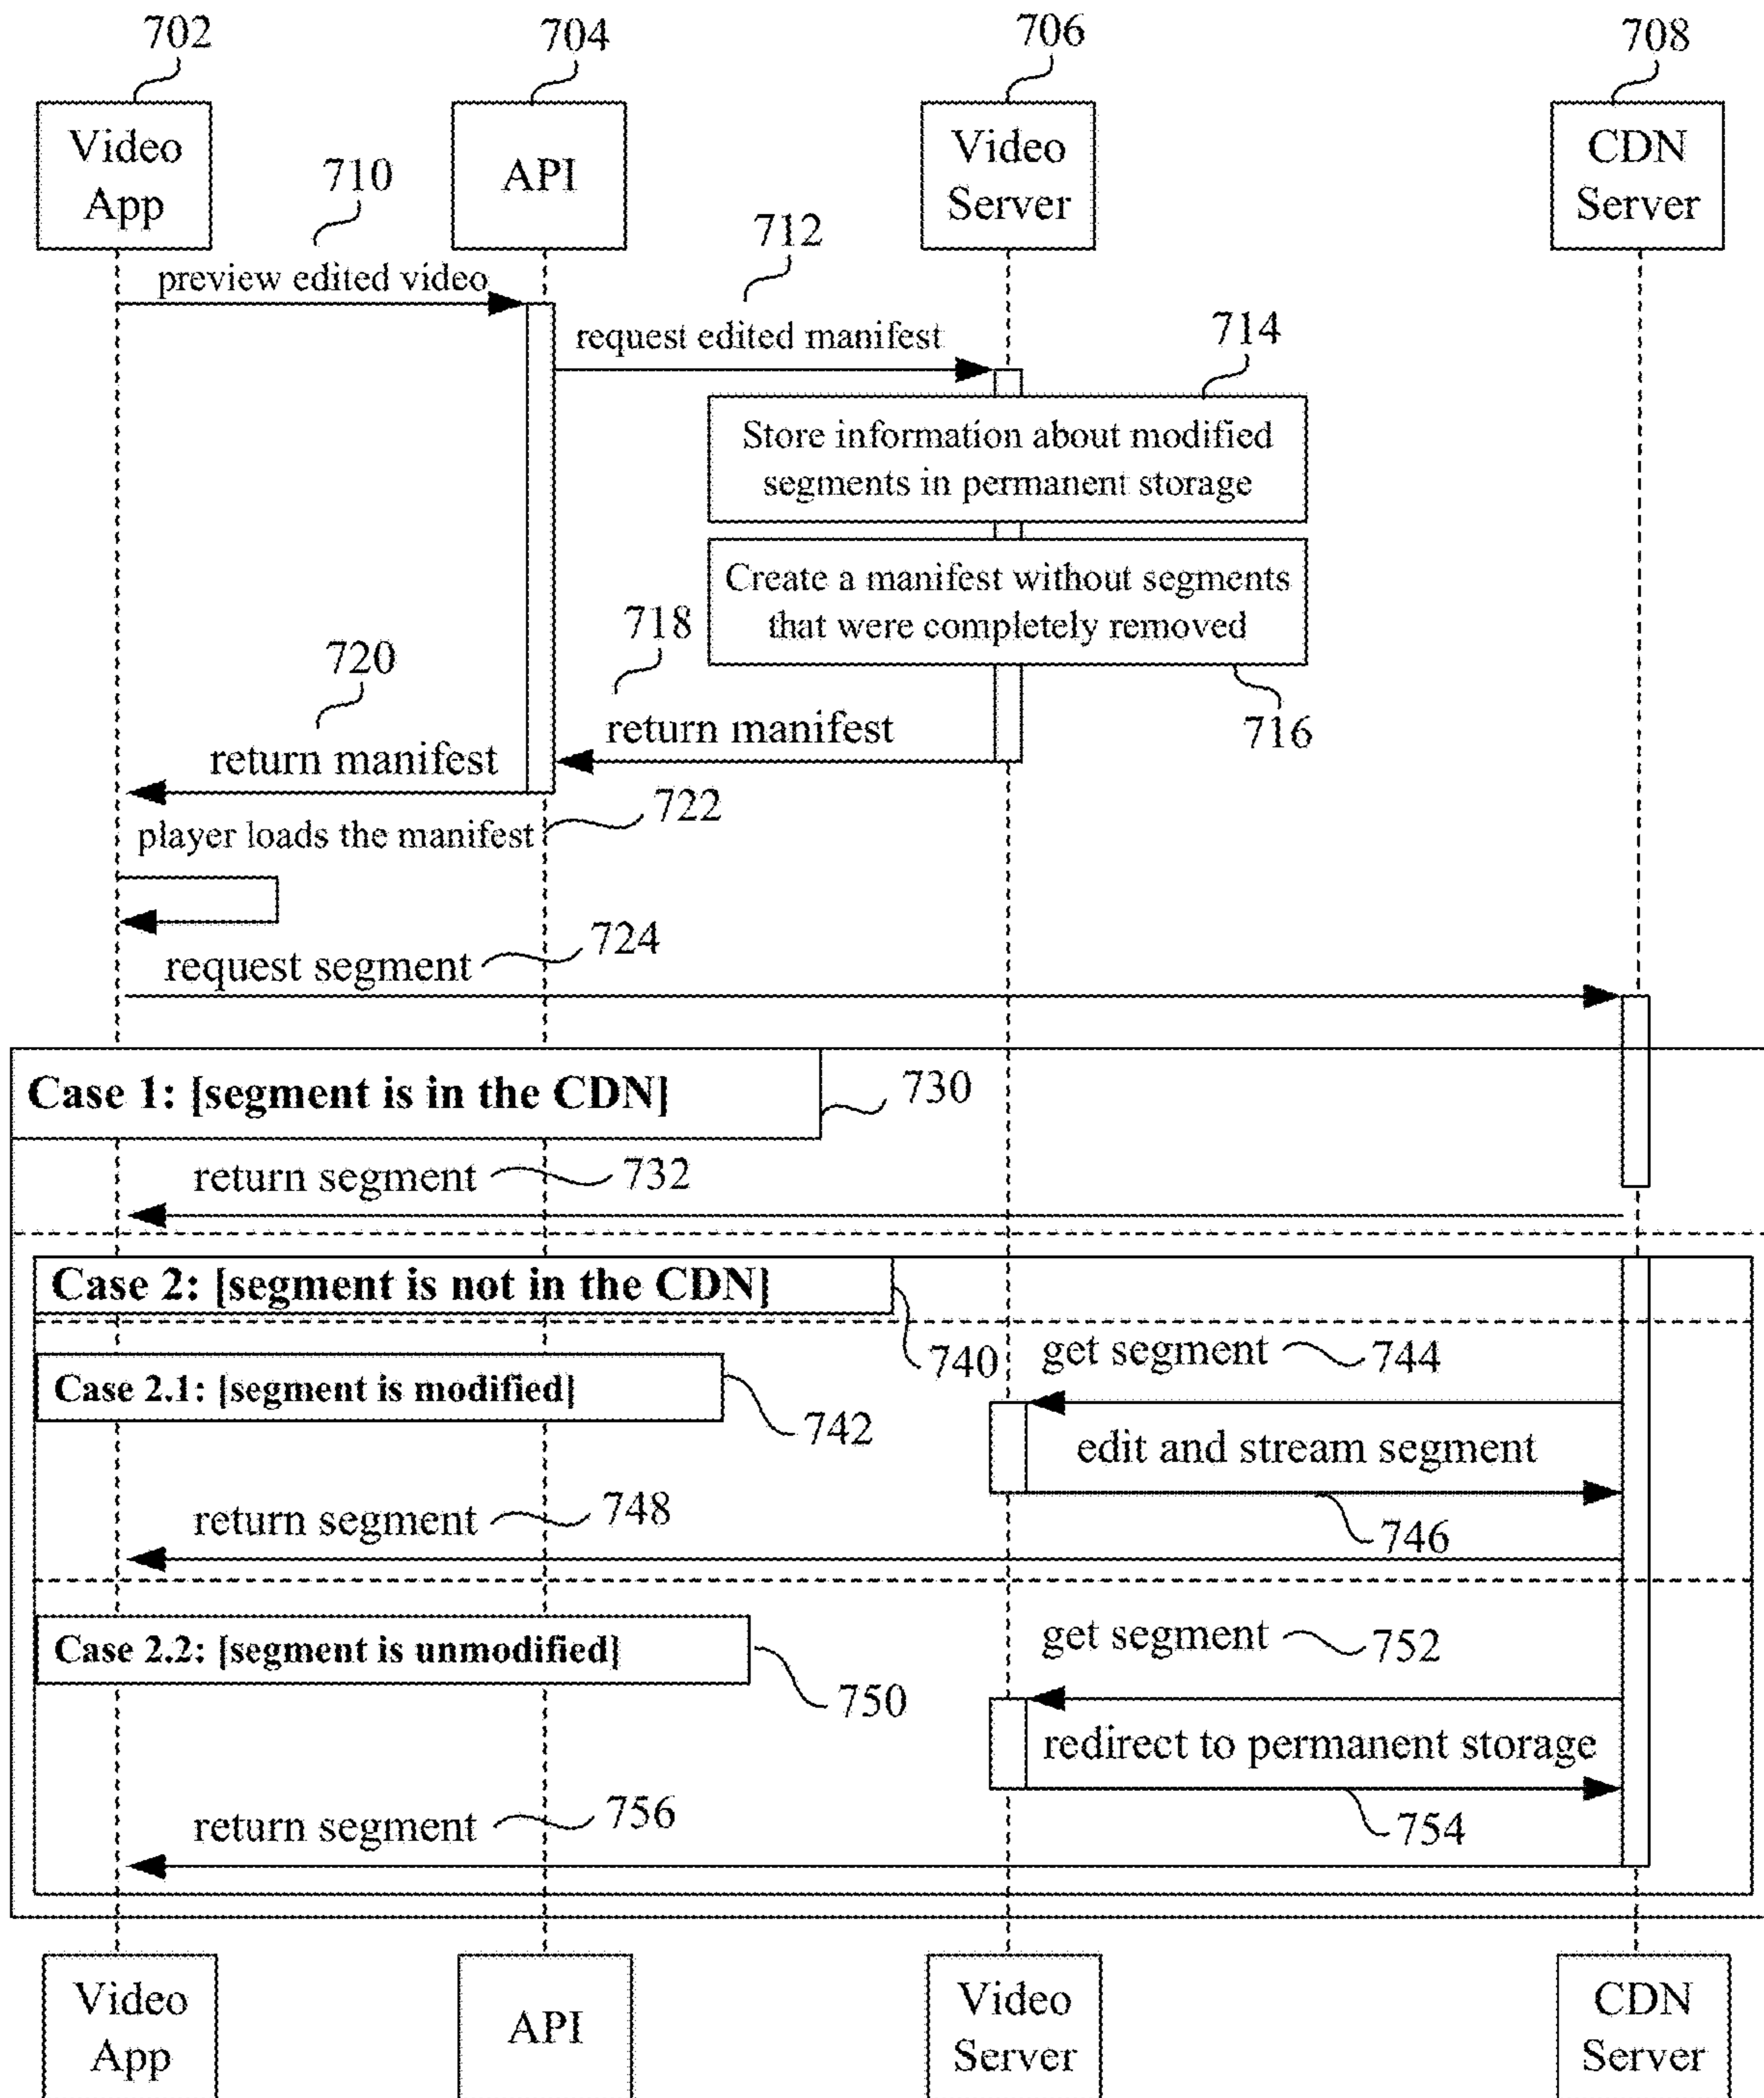 702
704
706
708
Video
App
API
Video
Server
CDN
Server
710
712
preview edited video
request edited manifest
714
Store information about modified
segments in permanent storage
Create a manifest without segments
that were completely removed
716
718
return manifest
720
return manifest
player loads the manifest
722
request segment
724
Case 1: [segment is in the CDN]
730
return segment
732
Case 2: [segment is not in the CDN]
740
Case 2.1: [segment is modified]
742
get segment
744
edit and stream segment
746
return segment
748
Case 2.2: [segment is unmodified]
750
get segment
752
redirect to permanent storage
754
return segment
756
Video
App
API
Video
Server
CDN
Server